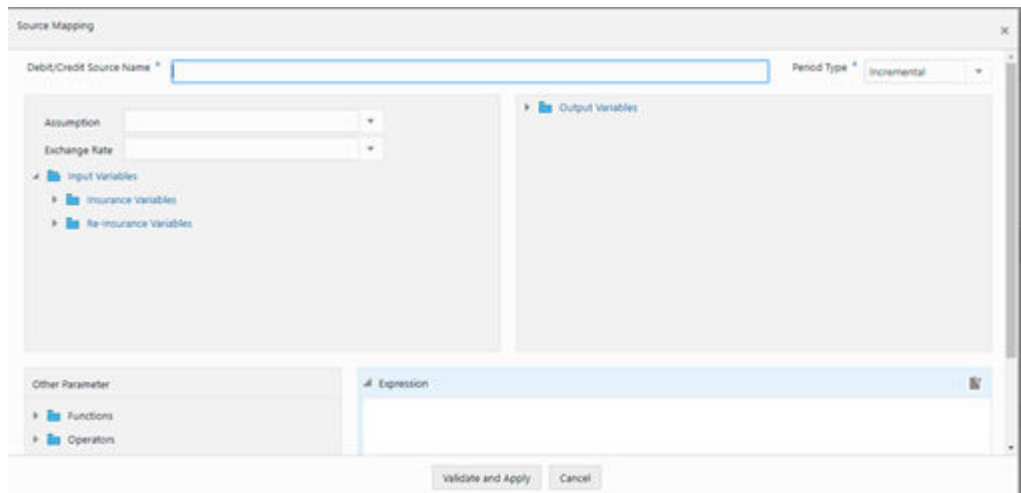 Source Mapping
Debit/Credit Source Name *
Period Type * Incremental
Assumption
Exchange Rate
Input Variables
Insurance Variables
Re-insurance Variables
Output Variables
Other Parameter
Functions
Operators
Expression
Validate and Apply Cancel